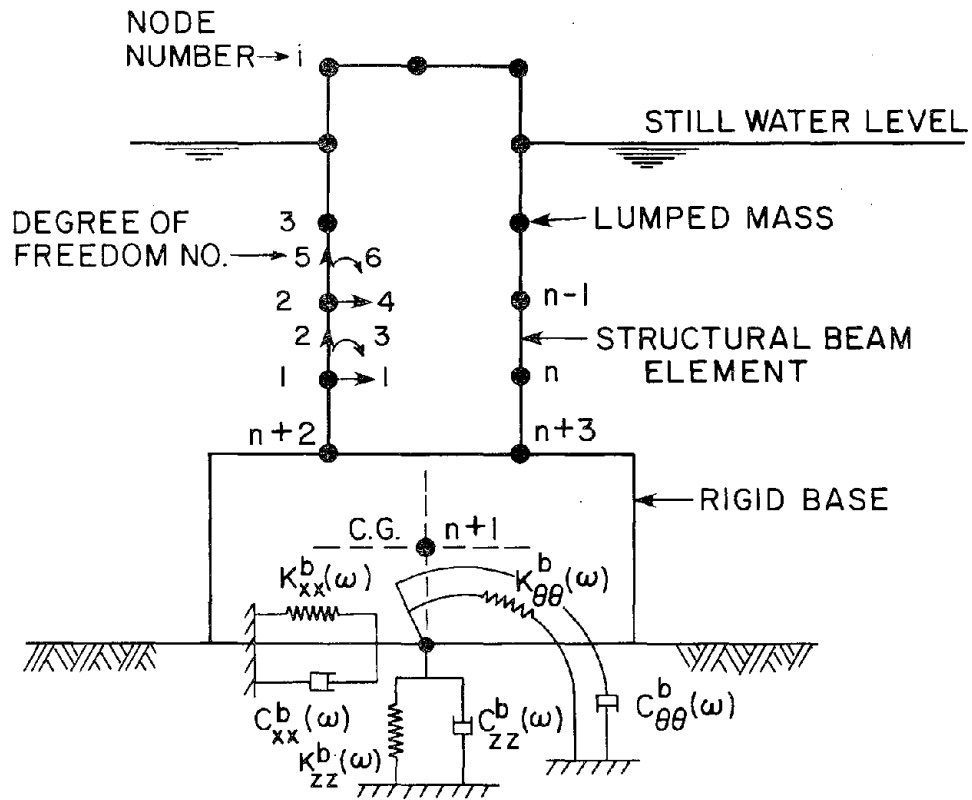 NODE
NUMBER i
STILL WATER LEVEL
DEGREE OF
FREEDOM NO.
3
LUMPED MASS
5 6
2 4
n-1
2 3
STRUCTURAL BEAM
ELEMENT
1 1
n
n+2
n+3
RIGID BASE
C.G. n+1
K^b_xx(ω)
K^b_θθ(ω)
C^b_xx(ω)
K^b_zz(ω)
C^b_zz(ω)
C^b_θθ(ω)